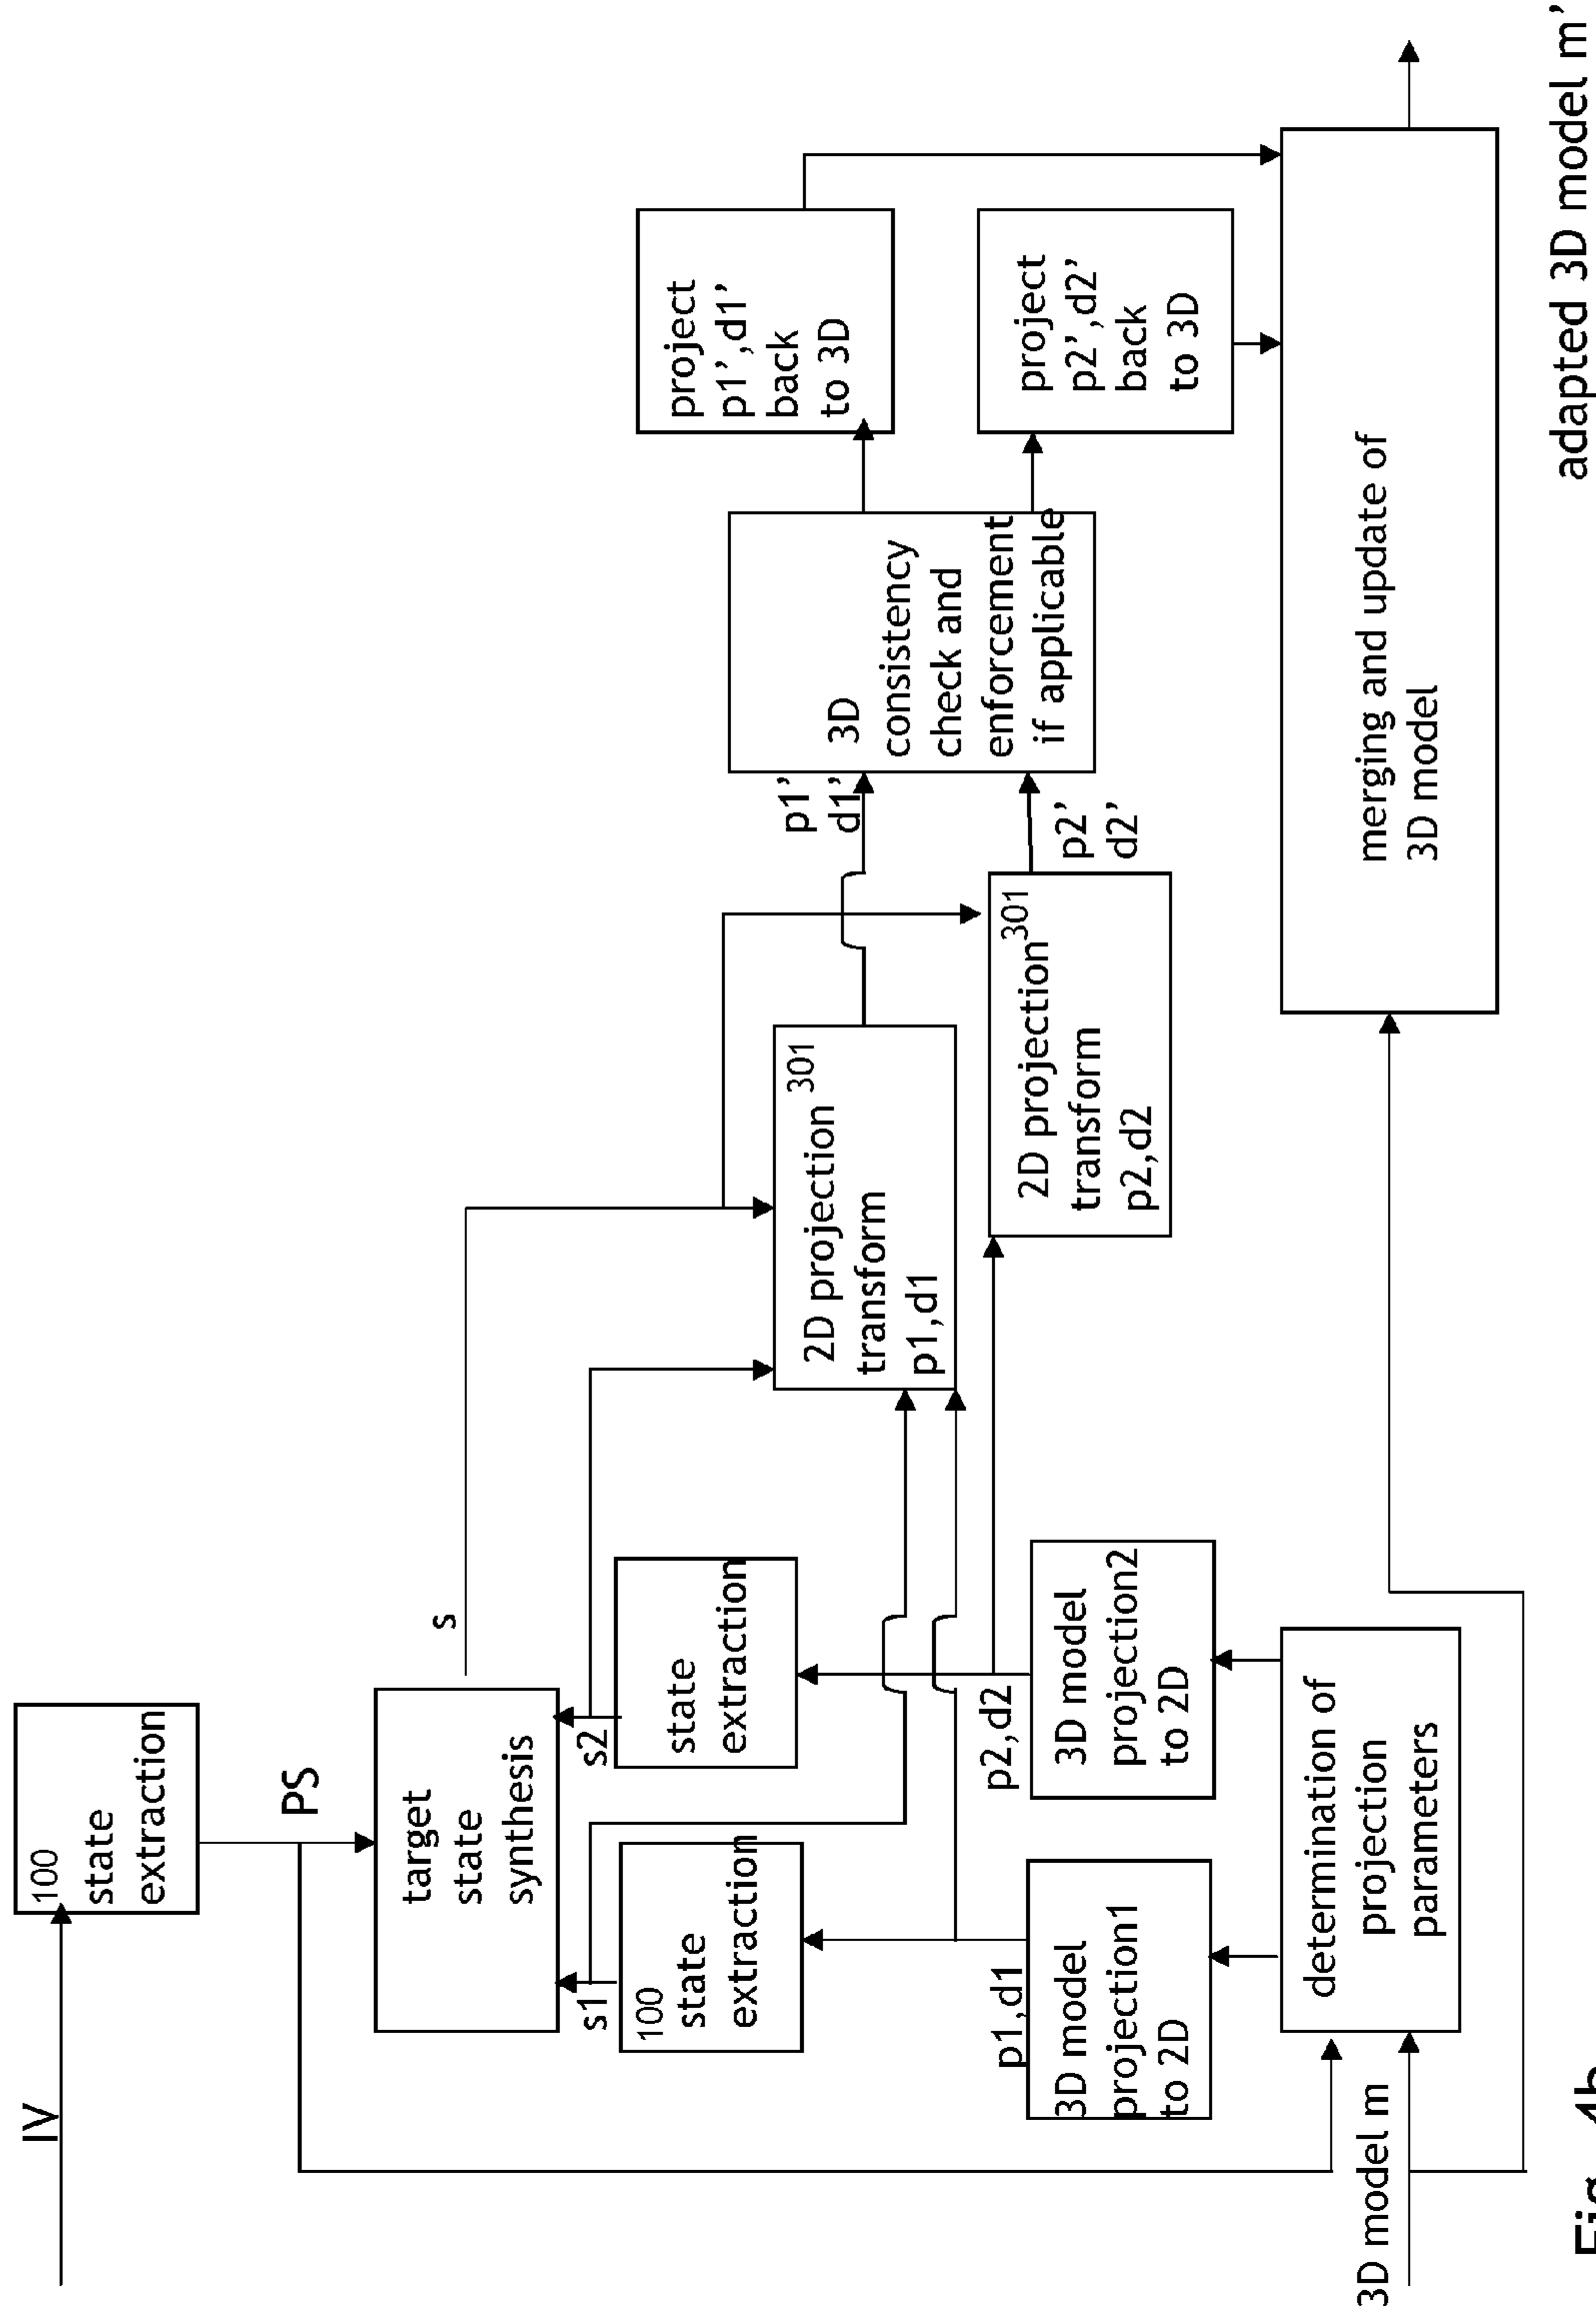 IV
100
state
extraction
PS
target
state
synthesis
s
s1
s2
100
state
extraction
state
extraction
p1,d1
p2,d2
3D model
projection1
to 2D
3D model
projection2
to 2D
determination of
projection
parameters
3D model m
2D projection 301
transform
p1,d1
2D projection 301
transform
p2,d2
p1'
d1'
p2'
d2'
3D
consistency
check and
enforcement
if applicable
project
p1',d1'
back
to 3D
project
p2',d2'
back
to 3D
merging and update of
3D model
adapted 3D model m'
Fig. 4b